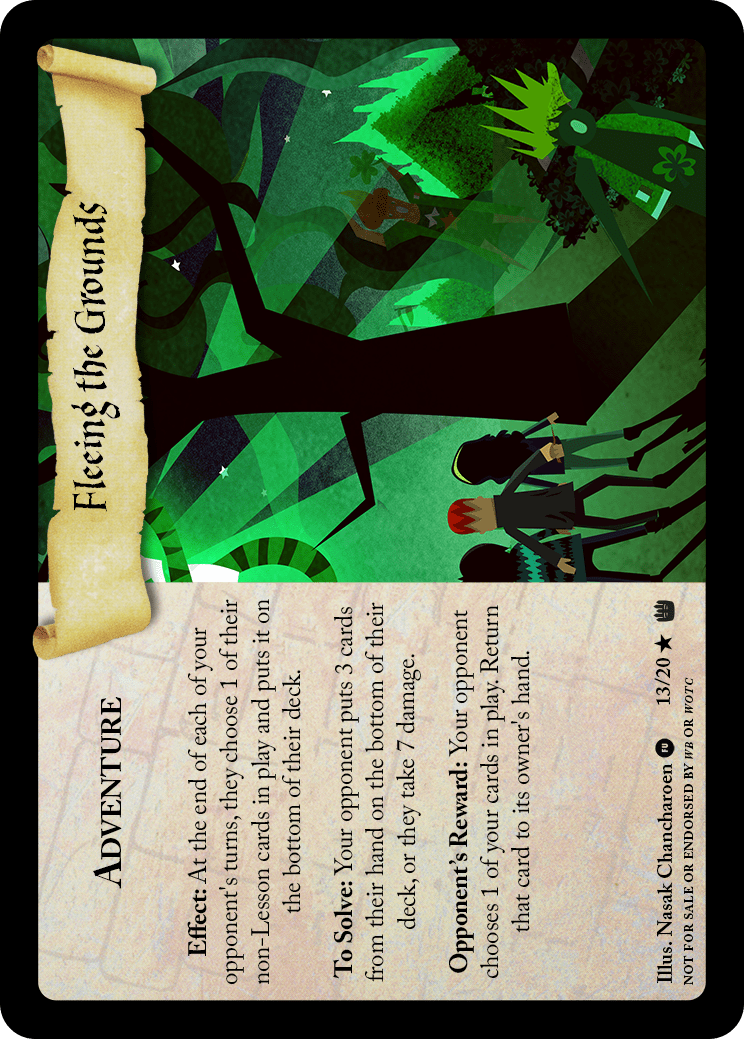 Fleeing the Grounds
ADVENTURE
Effect: At the end of each of your
opponent's turns, they choose 1 of their
non-Lesson cards in play and puts it on
the bottom of their deck.
To Solve: Your opponent puts 3 cards
from their hand on the bottom of their
deck, or they take 7 damage.
Opponent's Reward: Your opponent
chooses 1 of your cards in play. Return
that card to its owner's hand.
Illus. Nasak Chancharoen FU 13/20 ★
NOT FOR SALE OR ENDORSED BY WB OR WOTC